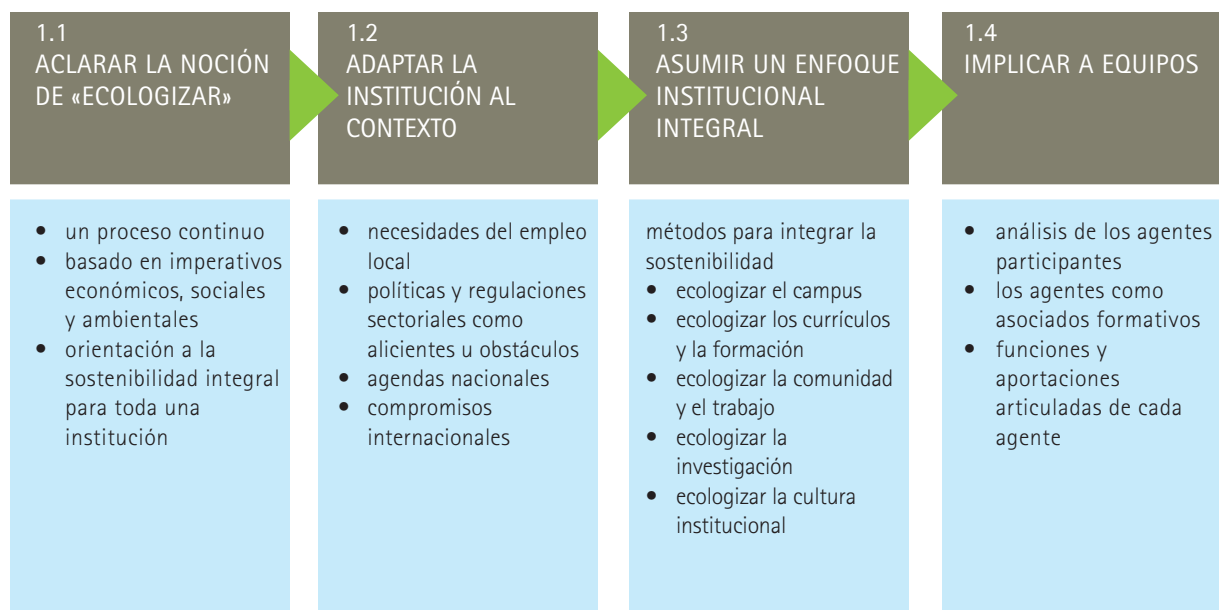 1.1
ACLARAR LA NOCIÓN
DE «ECOLOGIZAR»
1.2
ADAPTAR LA
INSTITUCIÓN AL
CONTEXTO
1.3
ASUMIR UN ENFOQUE
INSTITUCIONAL
INTEGRAL
1.4
IMPLICAR A EQUIPOS
• un proceso continuo
• basado en imperativos
económicos, sociales
y ambientales
• orientación a la
sostenibilidad integral
para toda una
institución
• necesidades del empleo
local
• políticas y regulaciones
sectoriales como
alicientes u obstáculos
• agendas nacionales
• compromisos
internacionales
métodos para integrar la
sostenibilidad
• ecologizar el campus
• ecologizar los currículos
y la formación
• ecologizar la comunidad
y el trabajo
• ecologizar la
investigación
• ecologizar la cultura
institucional
• análisis de los agentes
participantes
• los agentes como
asociados formativos
• funciones y
aportaciones
articuladas de cada
agente